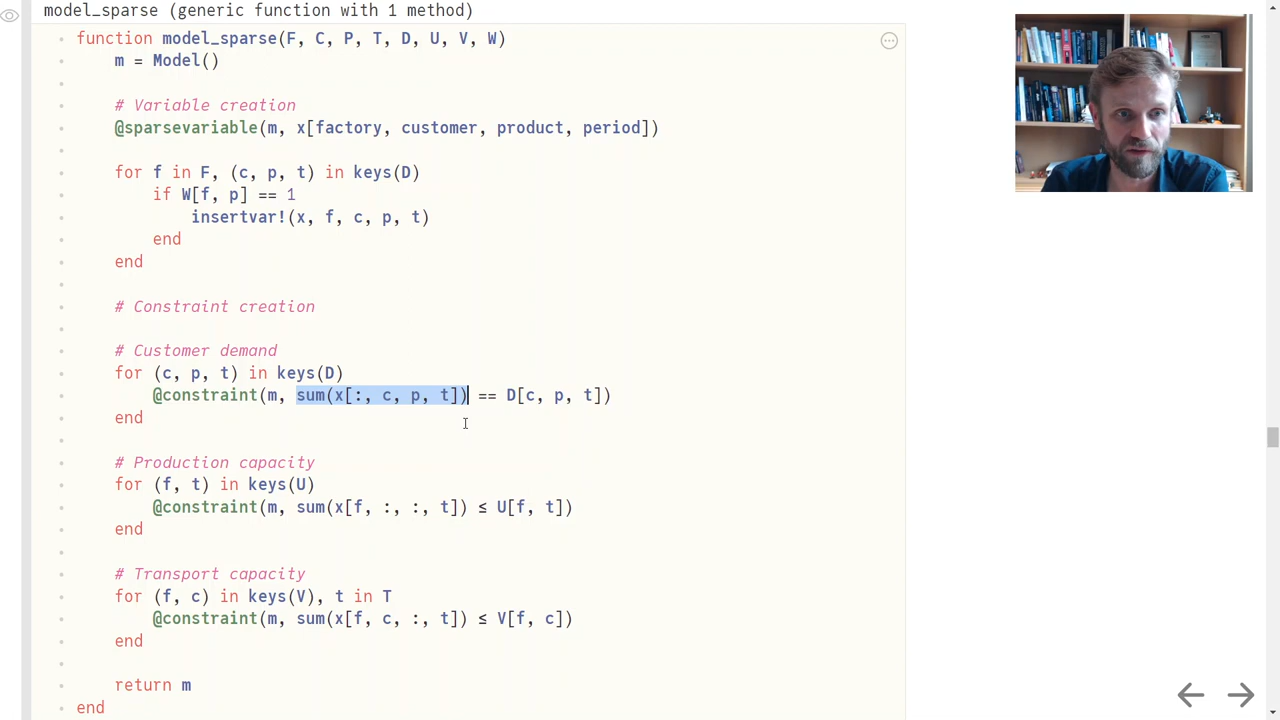 model_sparse (generic function with 1 method)
function model_sparse(F, C, P, T, D, U, V, W)
m = Model()
# Variable creation
@sparsevariable(m, x[factory, customer, product, period])
for f in F, (c, p, t) in keys(D)
if W[f, p] == 1
insertvar!(x, f, c, p, t)
end
end
# Constraint creation
# Customer demand
for (c, p, t) in keys(D)
@constraint(m, sum(x[:, c, p, t]) == D[c, p, t])
end
# Production capacity
for (f, t) in keys(U)
@constraint(m, sum(x[f, :, :, t]) ≤ U[f, t])
end
# Transport capacity
for (f, c) in keys(V), t in T
@constraint(m, sum(x[f, c, :, t]) ≤ V[f, c])
end
return m
end